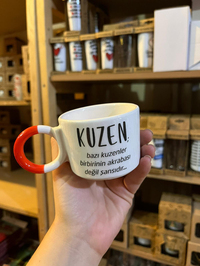 KUZEN,
bazı kuzenler
birbirinin akrabası
değil şansıdır...